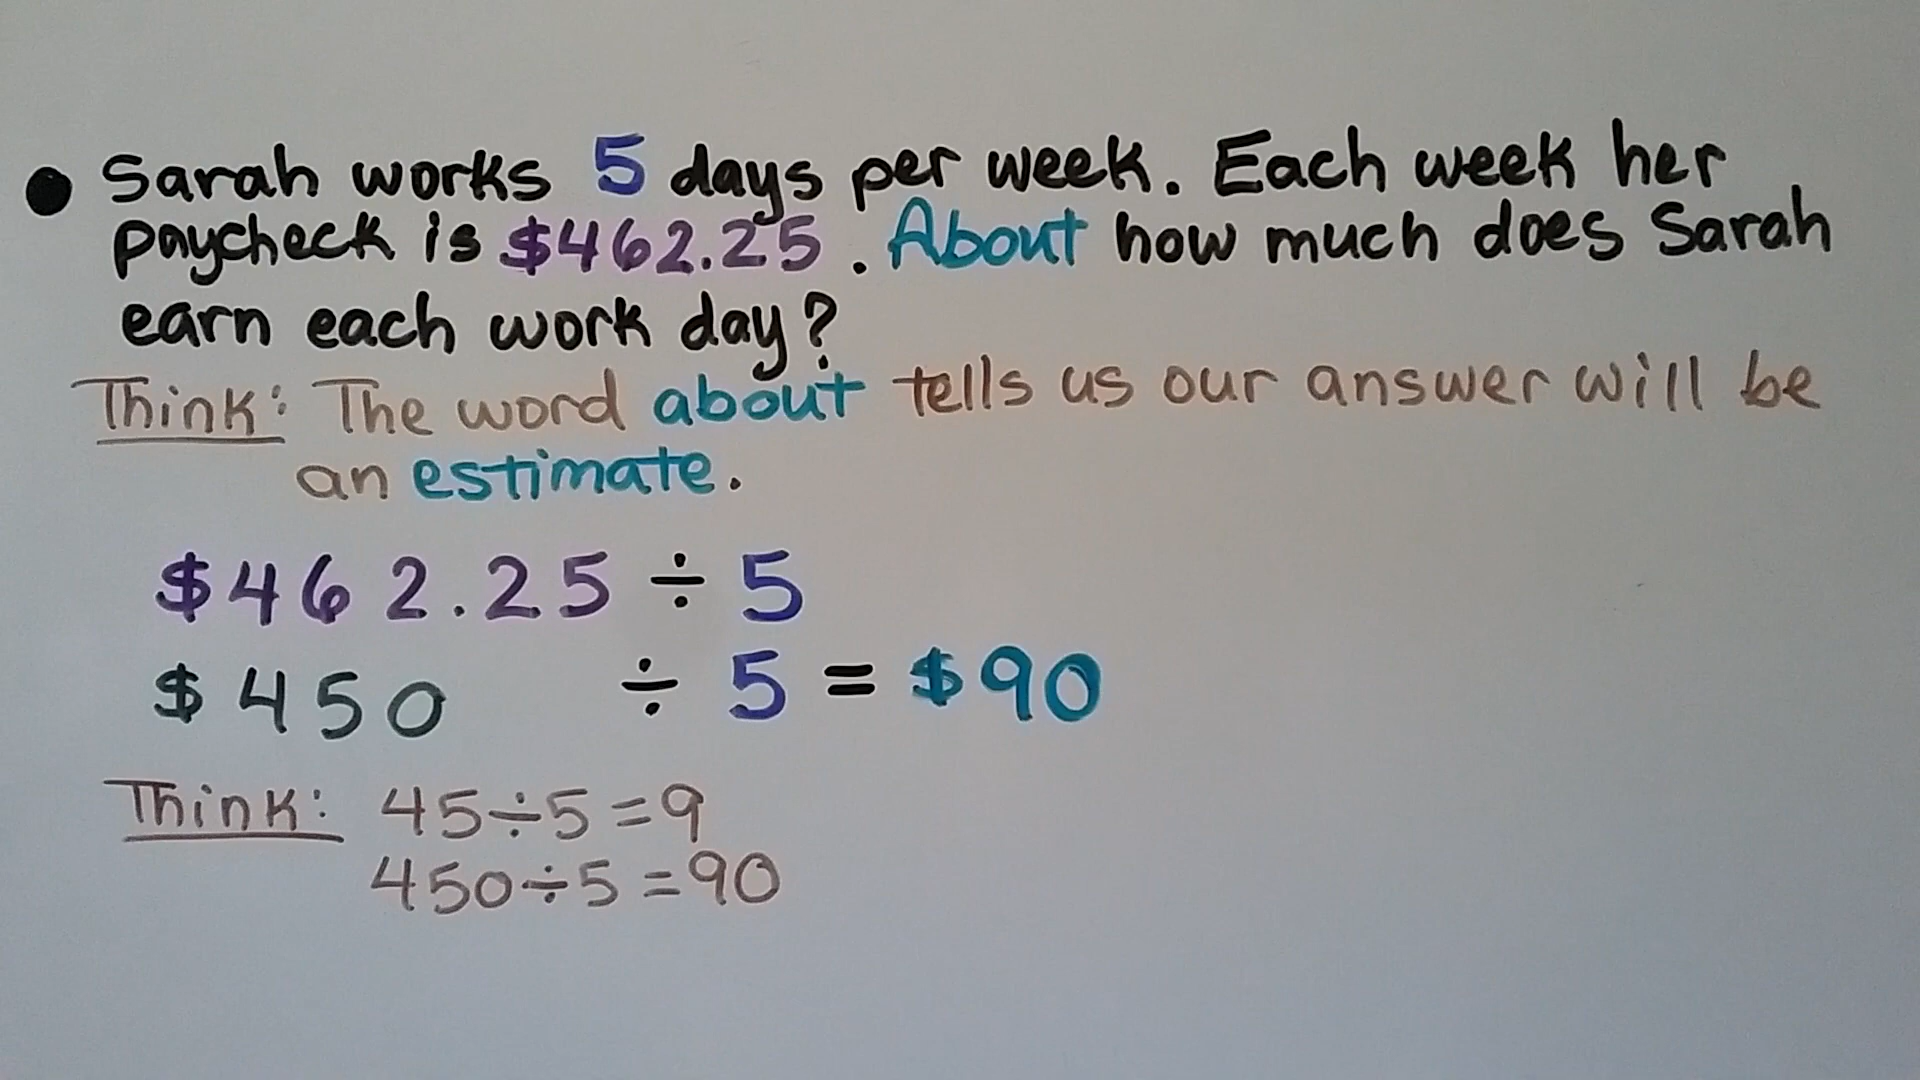 • Sarah works 5 days per week. Each week her
paycheck is $462.25. About how much does Sarah
earn each work day?
Think: The word about tells us our answer will be
an estimate.
$462.25 ÷ 5
$450 ÷ 5 = $90
Think: 45÷5=9
450÷5=90